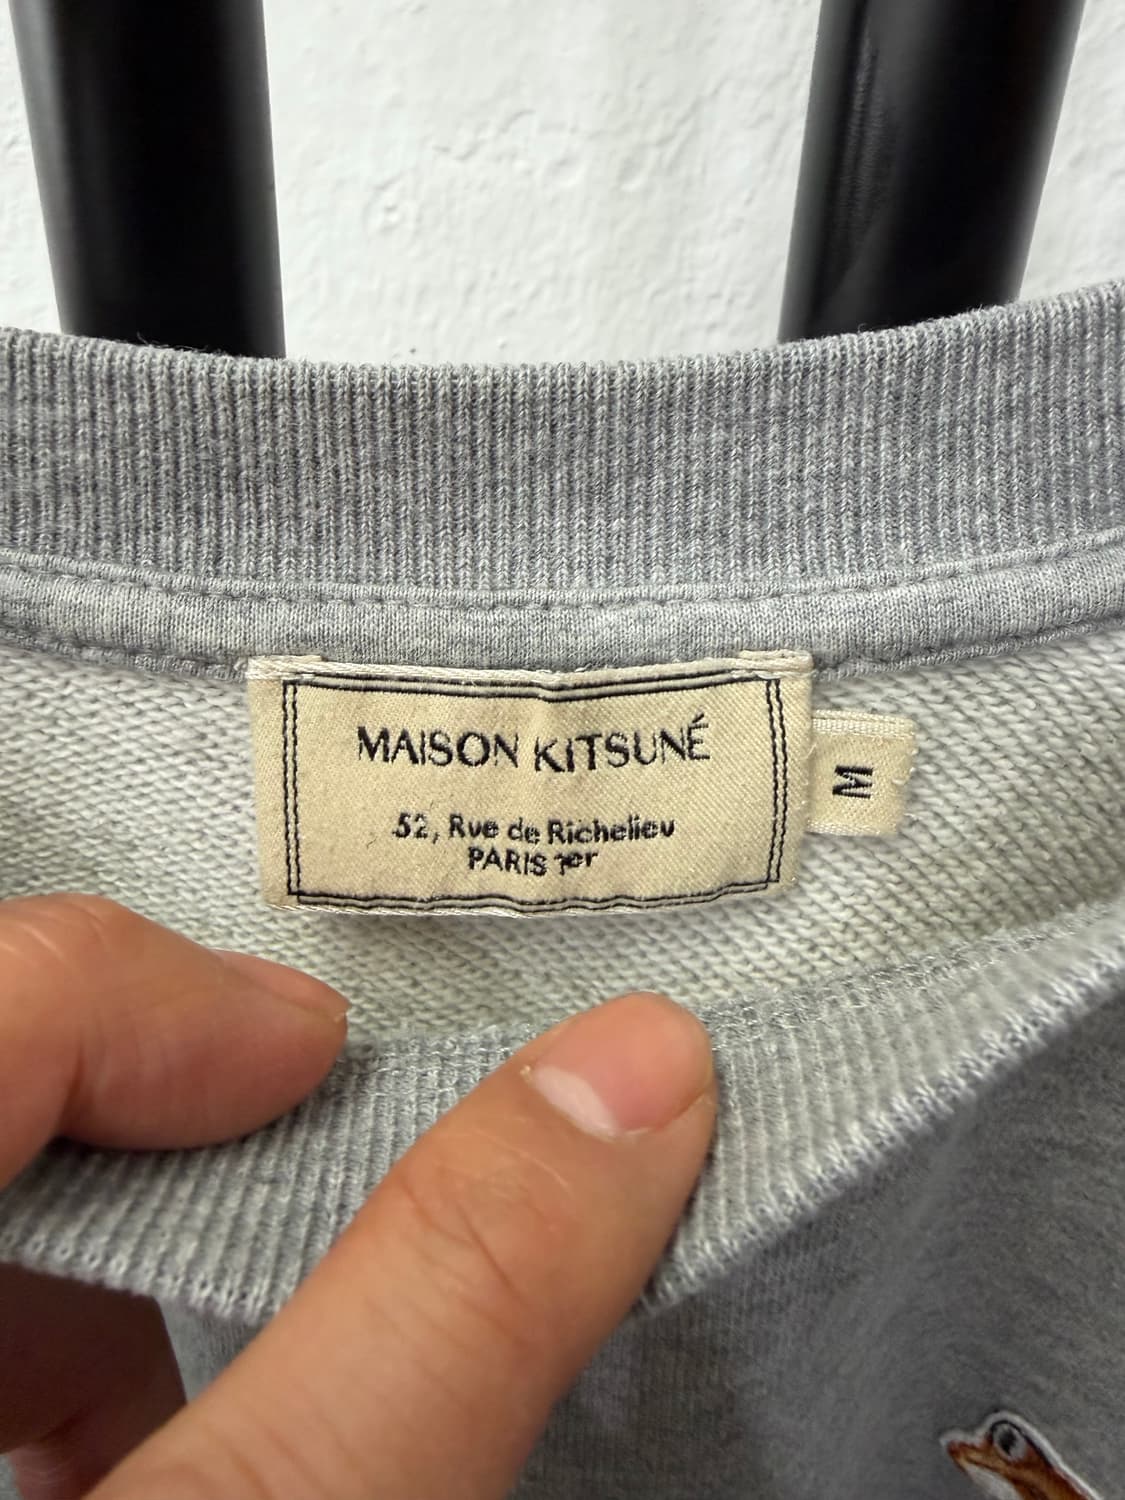 MAISON KITSUNÉ
52, Rue de Richelieu
PARIS 1er
M